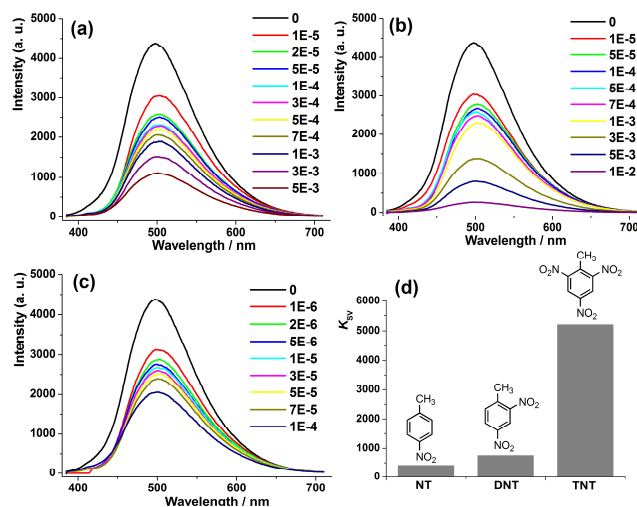 (a)
5000
4000
3000
2000
1000
0
Intensity (a. u.)
400 500 600 700
Wavelength / nm
0
1E-5
2E-5
5E-5
1E-4
3E-4
5E-4
7E-4
1E-3
3E-3
5E-3
(b)
5000
4000
3000
2000
1000
0
Intensity (a. u.)
400 500 600 700
Wavelength / nm
0
1E-5
5E-5
1E-4
5E-4
7E-4
1E-3
3E-3
5E-3
1E-2
(c)
5000
4000
3000
2000
1000
0
Intensity (a. u.)
400 500 600 700
Wavelength / nm
0
1E-6
2E-6
5E-6
1E-5
3E-5
5E-5
7E-5
1E-4
(d)
6000
5000
4000
3000
2000
1000
0
KSV
CH3
NO2
CH3
NO2
NO2
CH3
NO2
NO2
NO2
NT DNT TNT